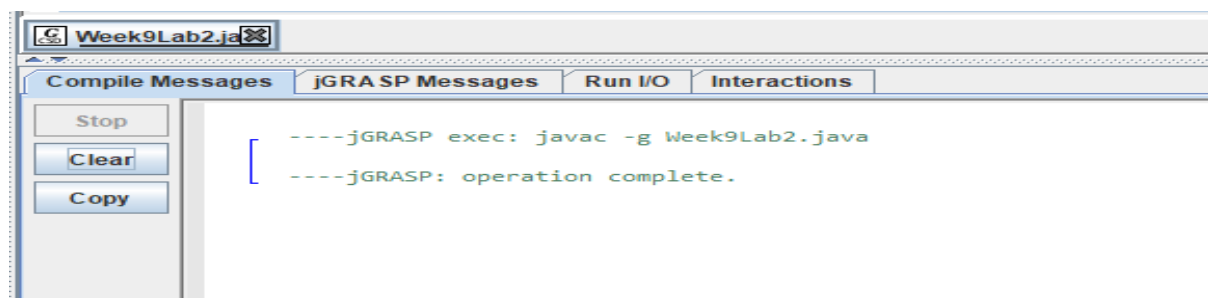 Week9Lab2.ja
Compile Messages jGRASP Messages Run I/O Interactions
Stop
Clear
Copy
----jGRASP exec: javac -g Week9Lab2.java
----jGRASP: operation complete.